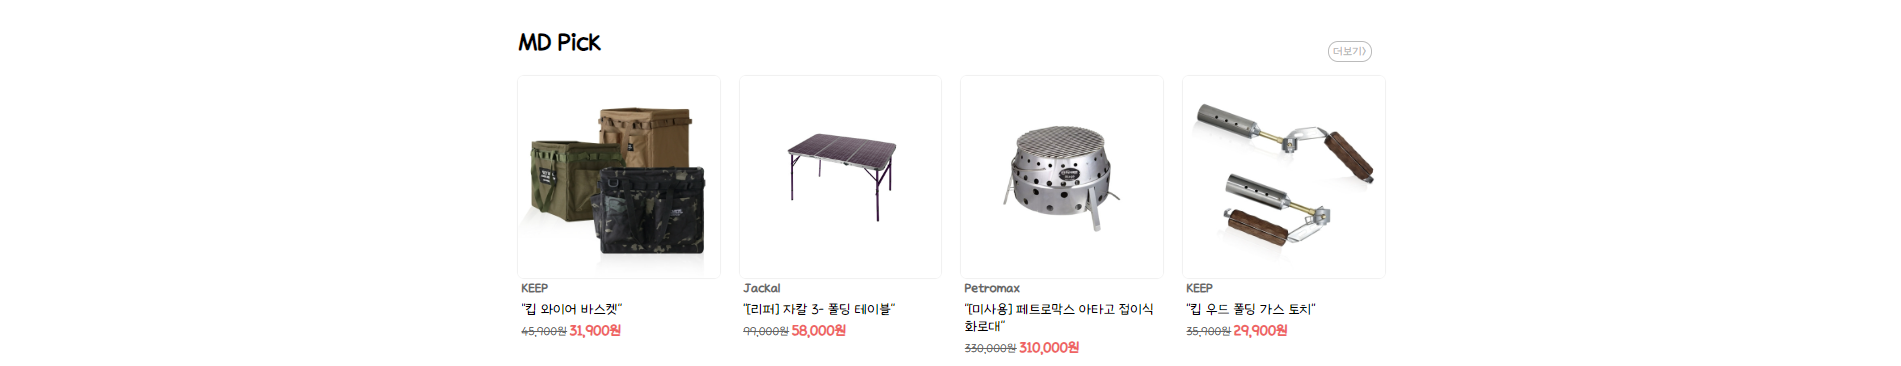 MD Pick
더보기>
KEEP
"킵 와이어 바스켓"
45,900원 31,900원
Jackal
"[리퍼] 자칼 3- 폴딩 테이블"
99,000원 58,000원
Petromax
"[미사용] 페트로막스 아타고 접이식
화로대"
330,000원 310,000원
KEEP
"킵 우드 폴딩 가스 토치"
35,900원 29,900원